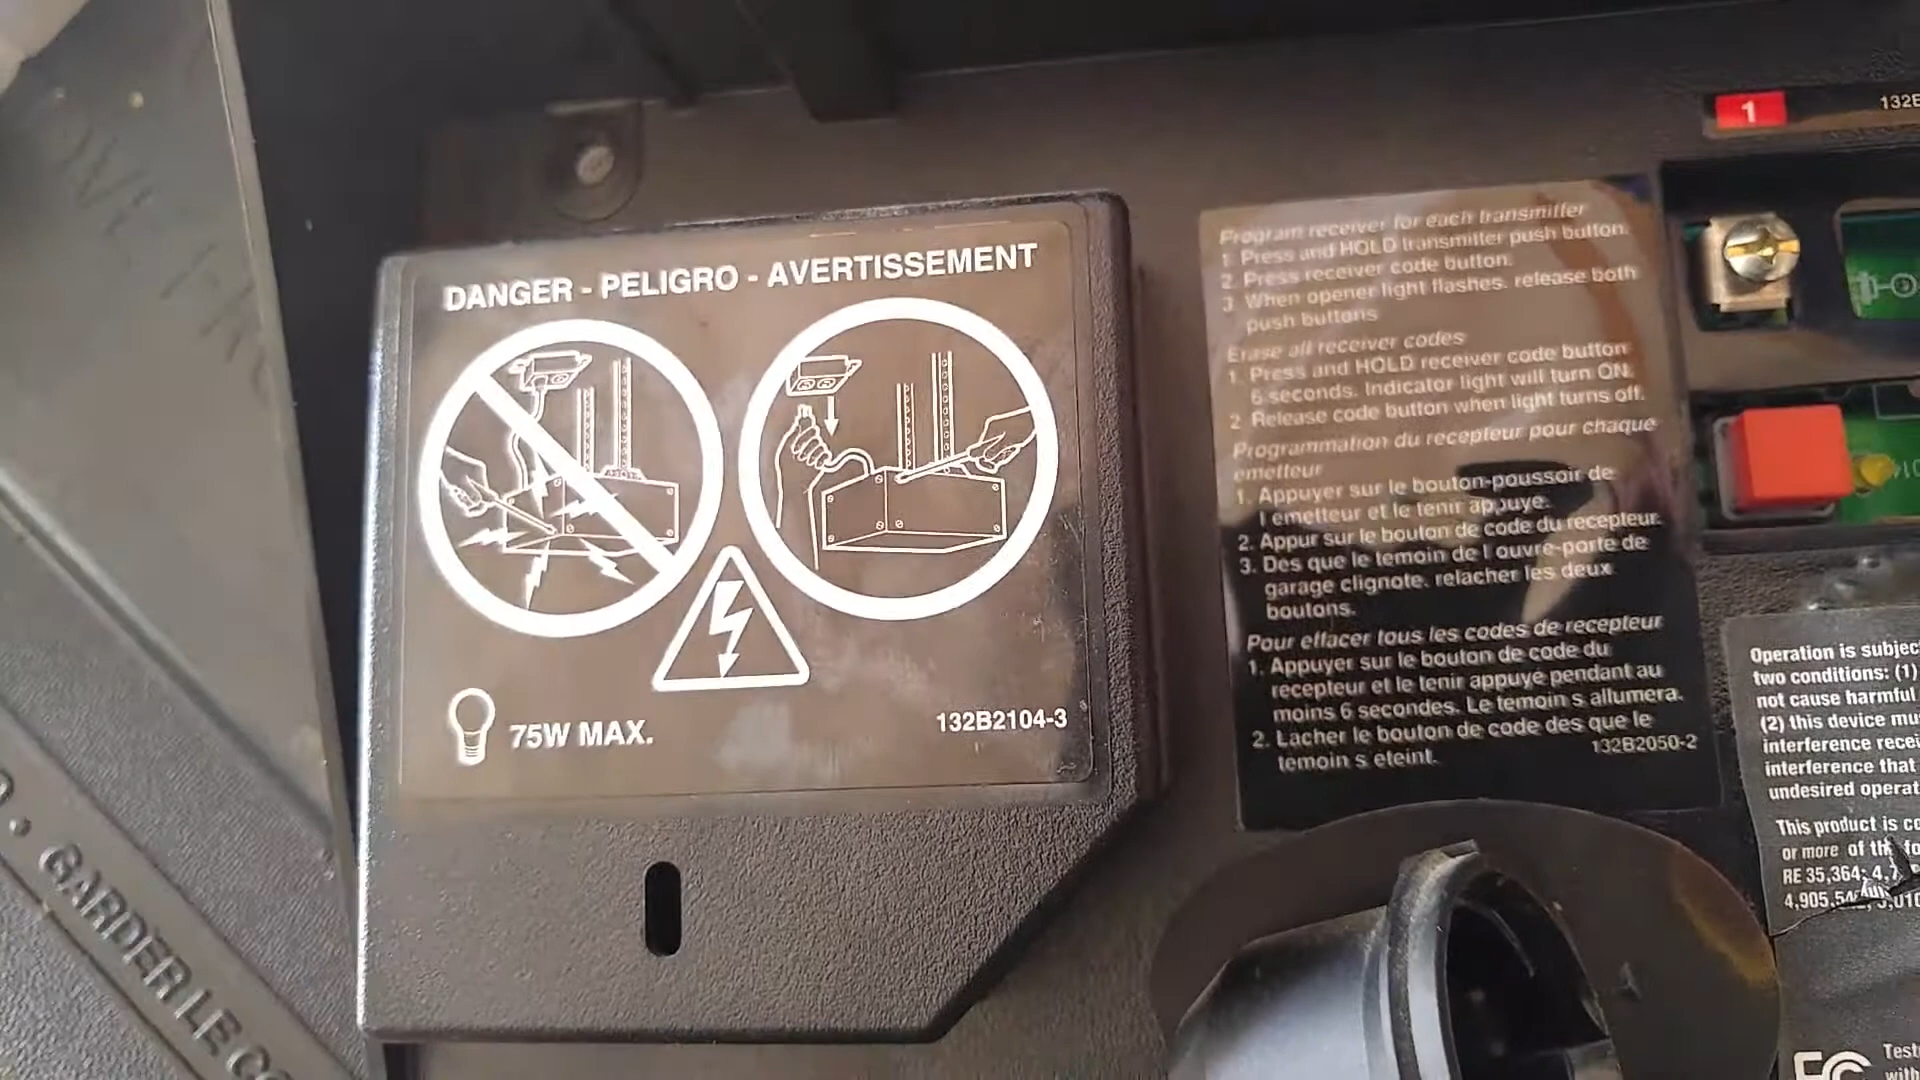 DANGER - PELIGRO - AVERTISSEMENT
75W MAX.
132B2104-3
Program receiver for each transmitter
1 Press and HOLD transmitter push button.
2. Press receiver code button.
3 When opener light flashes. release both
push buttons
Erase all receiver codes
1. Press and HOLD receiver code button
6 seconds. Indicator light will turn ON.
2 Release code button when light turns off.
Programmation du recepteur pour chaque
emetteur
1. Appuyer sur le bouton-poussoir de
l emetteur et le tenir appuye.
2. Appur sur le bouton de code du recepteur.
3. Des que le temoin de l ouvre-porte de
garage clignote. relacher les deux
boutons.
Pour effacer tous les codes de recepteur
1. Appuyer sur le bouton de code du
recepteur et le tenir appuye pendant au
moins 6 secondes. Le temoin s allumera.
2. Lacher le bouton de code des que le
temoin s eteint.
132B2050-2
1
132B
Operation is subjec
two conditions: (1)
not cause harmful
(2) this device mu
interference recei
interference that
undesired operat
This product is co
or more of the fo
RE 35,364; 4,7
4,905,
FC
Test
with
GARDER LE CO